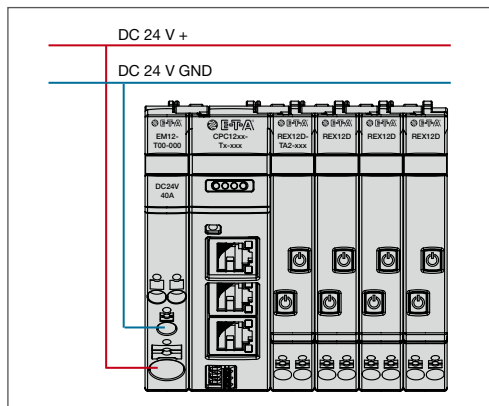 DC 24 V +
DC 24 V GND
E-T-A
EM12-
T00-000
DC24V
40A
E-T-A
CPC12xx-
Tx-xxx
E-T-A
REX12D-
TA2-xxx
E-T-A
REX12D
E-T-A
REX12D
E-T-A
REX12D